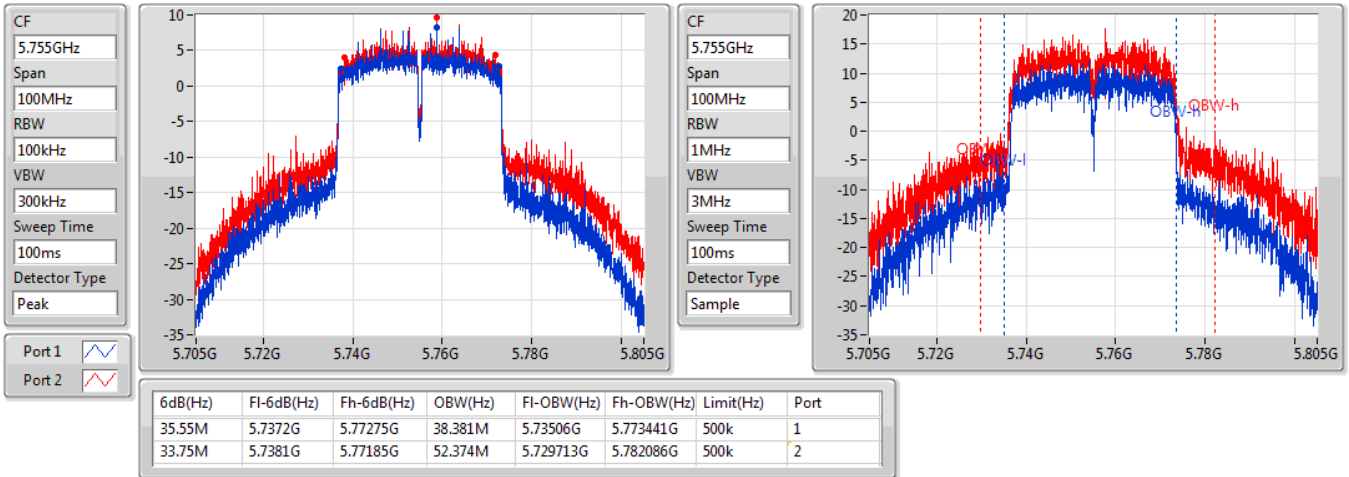 CF
5.755GHz
Span
100MHz
RBW
100kHz
VBW
300kHz
Sweep Time
100ms
Detector Type
Peak
Port 1
Port 2
10
5
0
-5
-10
-15
-20
-25
-30
-35
5.705G 5.72G 5.74G 5.76G 5.78G 5.805G
CF
5.755GHz
Span
100MHz
RBW
1MHz
VBW
3MHz
Sweep Time
100ms
Detector Type
Sample
20
15
10
5
0
-5
-10
-15
-20
-25
-30
-35
OBW-h
OBW-h
OBW-l
5.705G 5.72G 5.74G 5.76G 5.78G 5.805G
6dB(Hz) Fl-6dB(Hz) Fh-6dB(Hz) OBW(Hz) Fl-OBW(Hz) Fh-OBW(Hz) Limit(Hz) Port
35.55M 5.7372G 5.77275G 38.381M 5.73506G 5.773441G 500k 1
33.75M 5.7381G 5.77185G 52.374M 5.729713G 5.782086G 500k 2